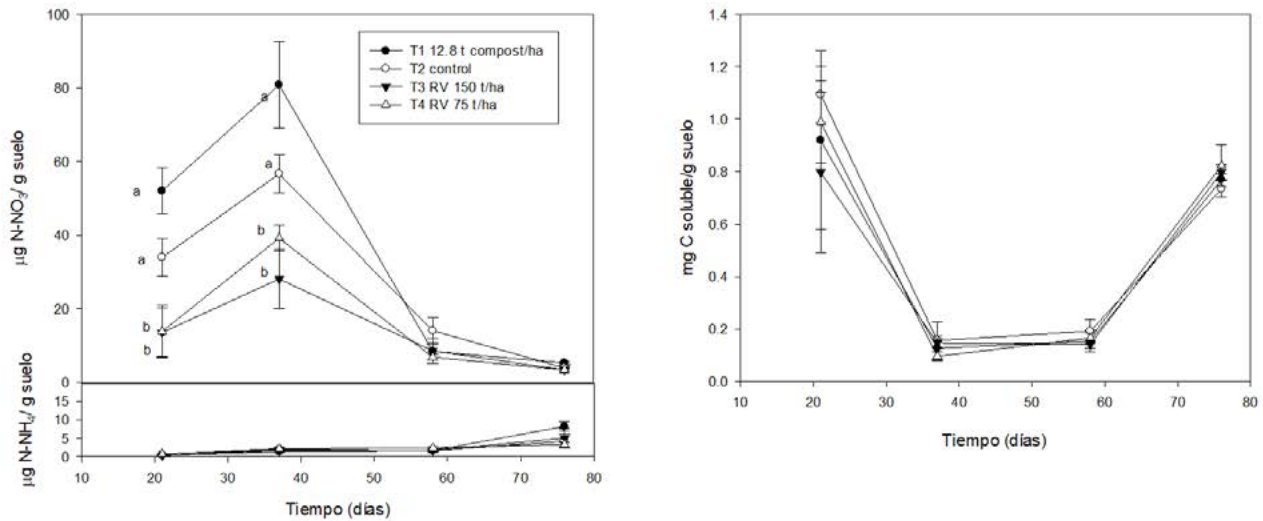 100
80
60
40
20
0
µg N-NO3/ g suelo
T1 12.8 t compost/ha
T2 control
T3 RV 150 t/ha
T4 RV 75 t/ha
a
a
a
a
b
b
b
b
15
10
5
0
µg N-NH4/ g suelo
10 20 30 40 50 60 70 80
Tiempo (días)
1.4
1.2
1.0
0.8
0.6
0.4
0.2
0.0
mg C soluble/g suelo
10 20 30 40 50 60 70 80
Tiempo (días)